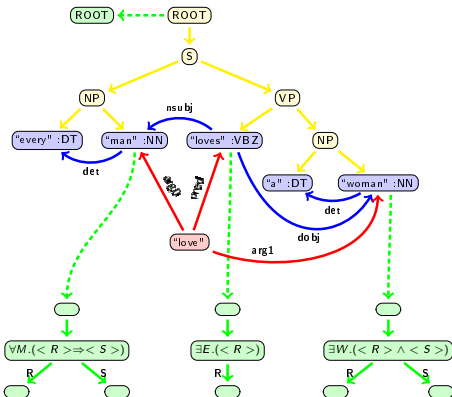 ROOT ROOT
S
NP VP
nsubj
"every" :DT "man" :NN "loves" :VBZ NP
det
"a" :DT "woman" :NN
arg0 pred
det
dobj
"love"
arg1
∀M.(< R >⇒< S >) ∃E.(< R >) ∃W.(< R > ∧ < S >)
R S R R S